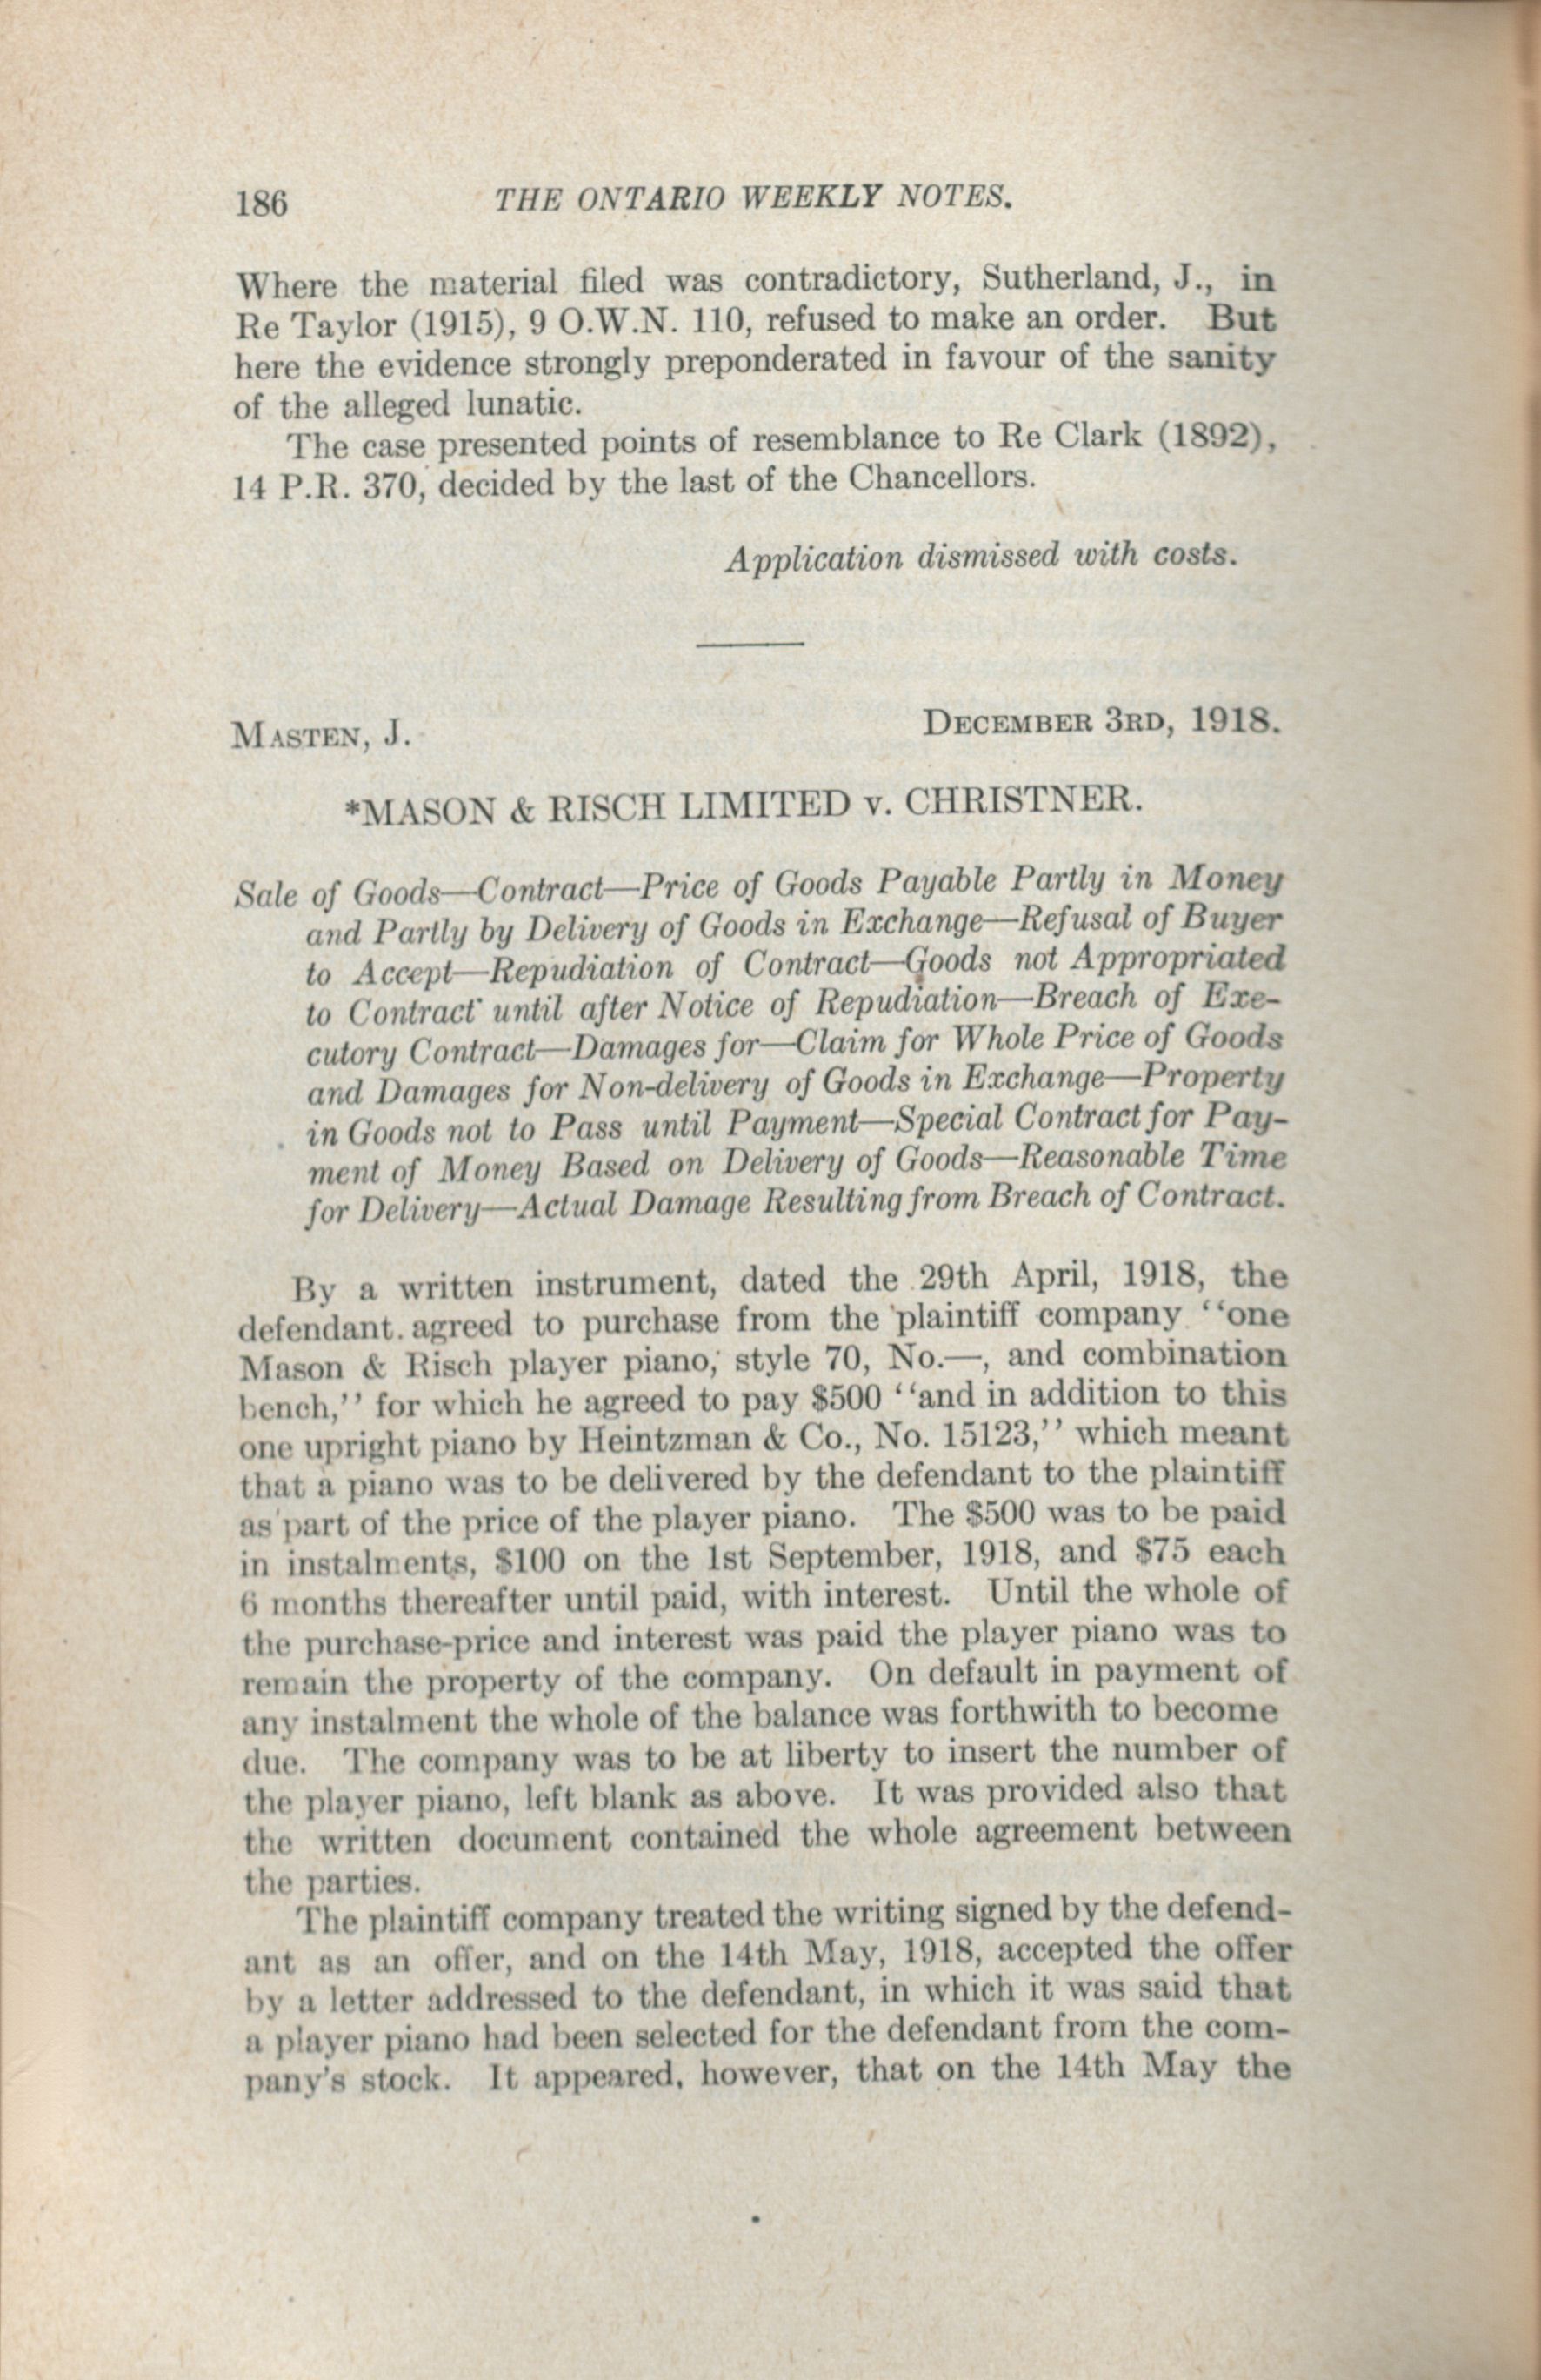 186 THE ONTARIO WEEKLY NOTES.
Where the material filed was contradictory, Sutherland, J., in
Re Taylor (1915), 9 O.W.N. 110, refused to make an order. But
here the evidence strongly preponderated in favour of the sanity
of the alleged lunatic.
The case presented points of resemblance to Re Clark (1892),
14 P.R. 370, decided by the last of the Chancellors.
Application dismissed with costs.
MASTEN, J. DECEMBER 3RD, 1918.
*MASON & RISCH LIMITED v. CHRISTNER.
Sale of Goods—Contract—Price of Goods Payable Partly in Money
and Partly by Delivery of Goods in Exchange—Refusal of Buyer
to Accept—Repudiation of Contract—Goods not Appropriated
to Contract until after Notice of Repudiation—Breach of Exe-
cutory Contract—Damages for—Claim for Whole Price of Goods
and Damages for Non-delivery of Goods in Exchange—Property
in Goods not to Pass until Payment—Special Contract for Pay-
ment of Money Based on Delivery of Goods—Reasonable Time
for Delivery—Actual Damage Resulting from Breach of Contract.
By a written instrument, dated the 29th April, 1918, the
defendant. agreed to purchase from the plaintiff company ''one
Mason & Risch player piano, style 70, No.—, and combination
bench,'' for which he agreed to pay $500 ''and in addition to this
one upright piano by Heintzman & Co., No. 15123,'' which meant
that a piano was to be delivered by the defendant to the plaintiff
as part of the price of the player piano. The $500 was to be paid
in instalments, $100 on the 1st September, 1918, and $75 each
6 months thereafter until paid, with interest. Until the whole of
the purchase-price and interest was paid the player piano was to
remain the property of the company. On default in payment of
any instalment the whole of the balance was forthwith to become
due. The company was to be at liberty to insert the number of
the player piano, left blank as above. It was provided also that
the written document contained the whole agreement between
the parties.
The plaintiff company treated the writing signed by the defend-
ant as an offer, and on the 14th May, 1918, accepted the offer
by a letter addressed to the defendant, in which it was said that
a player piano had been selected for the defendant from the com-
pany's stock. It appeared, however, that on the 14th May the